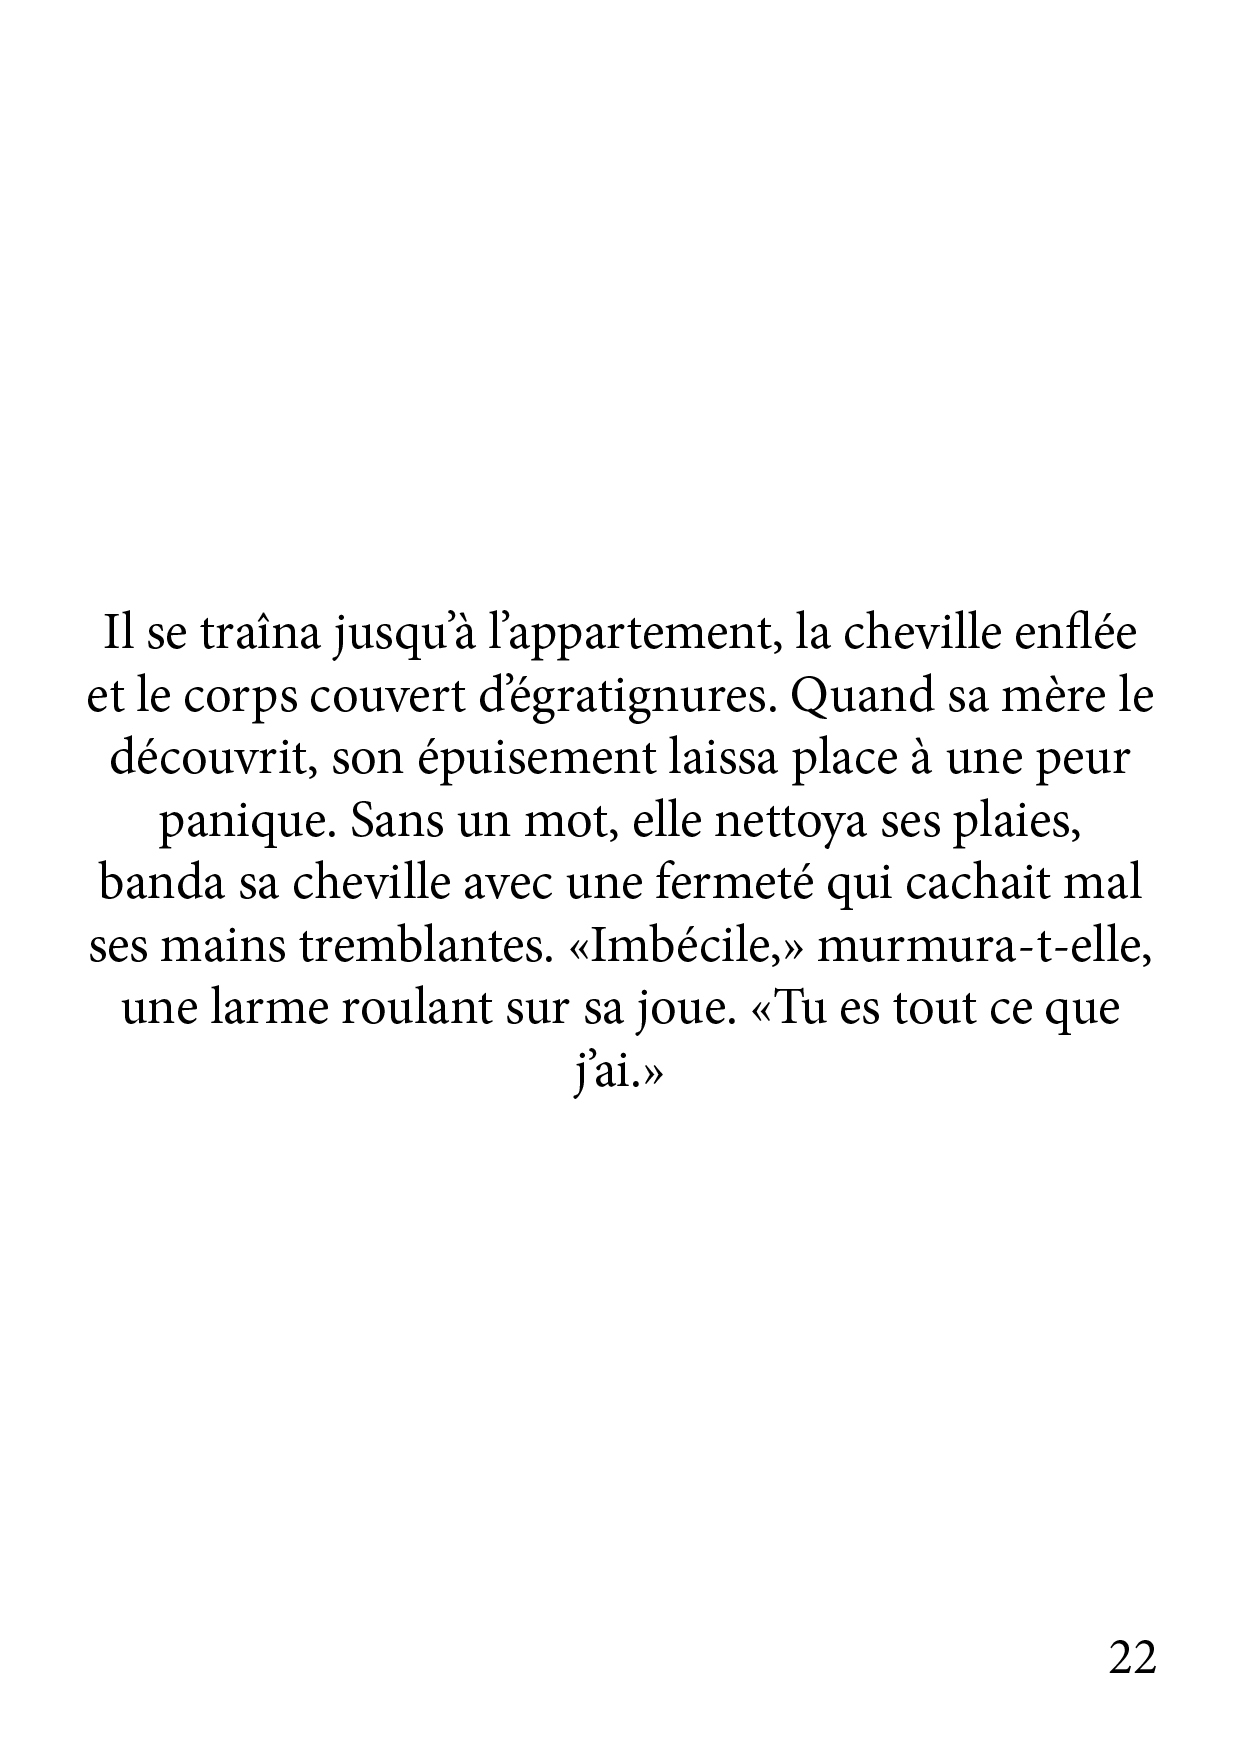 Il se traîna jusqu’à l’appartement, la cheville enflée
et le corps couvert d’égratignures. Quand sa mère le
découvrit, son épuisement laissa place à une peur
panique. Sans un mot, elle nettoya ses plaies,
banda sa cheville avec une fermeté qui cachait mal
ses mains tremblantes. «Imbécile,» murmura-t-elle,
une larme roulant sur sa joue. «Tu es tout ce que
j’ai.»
22